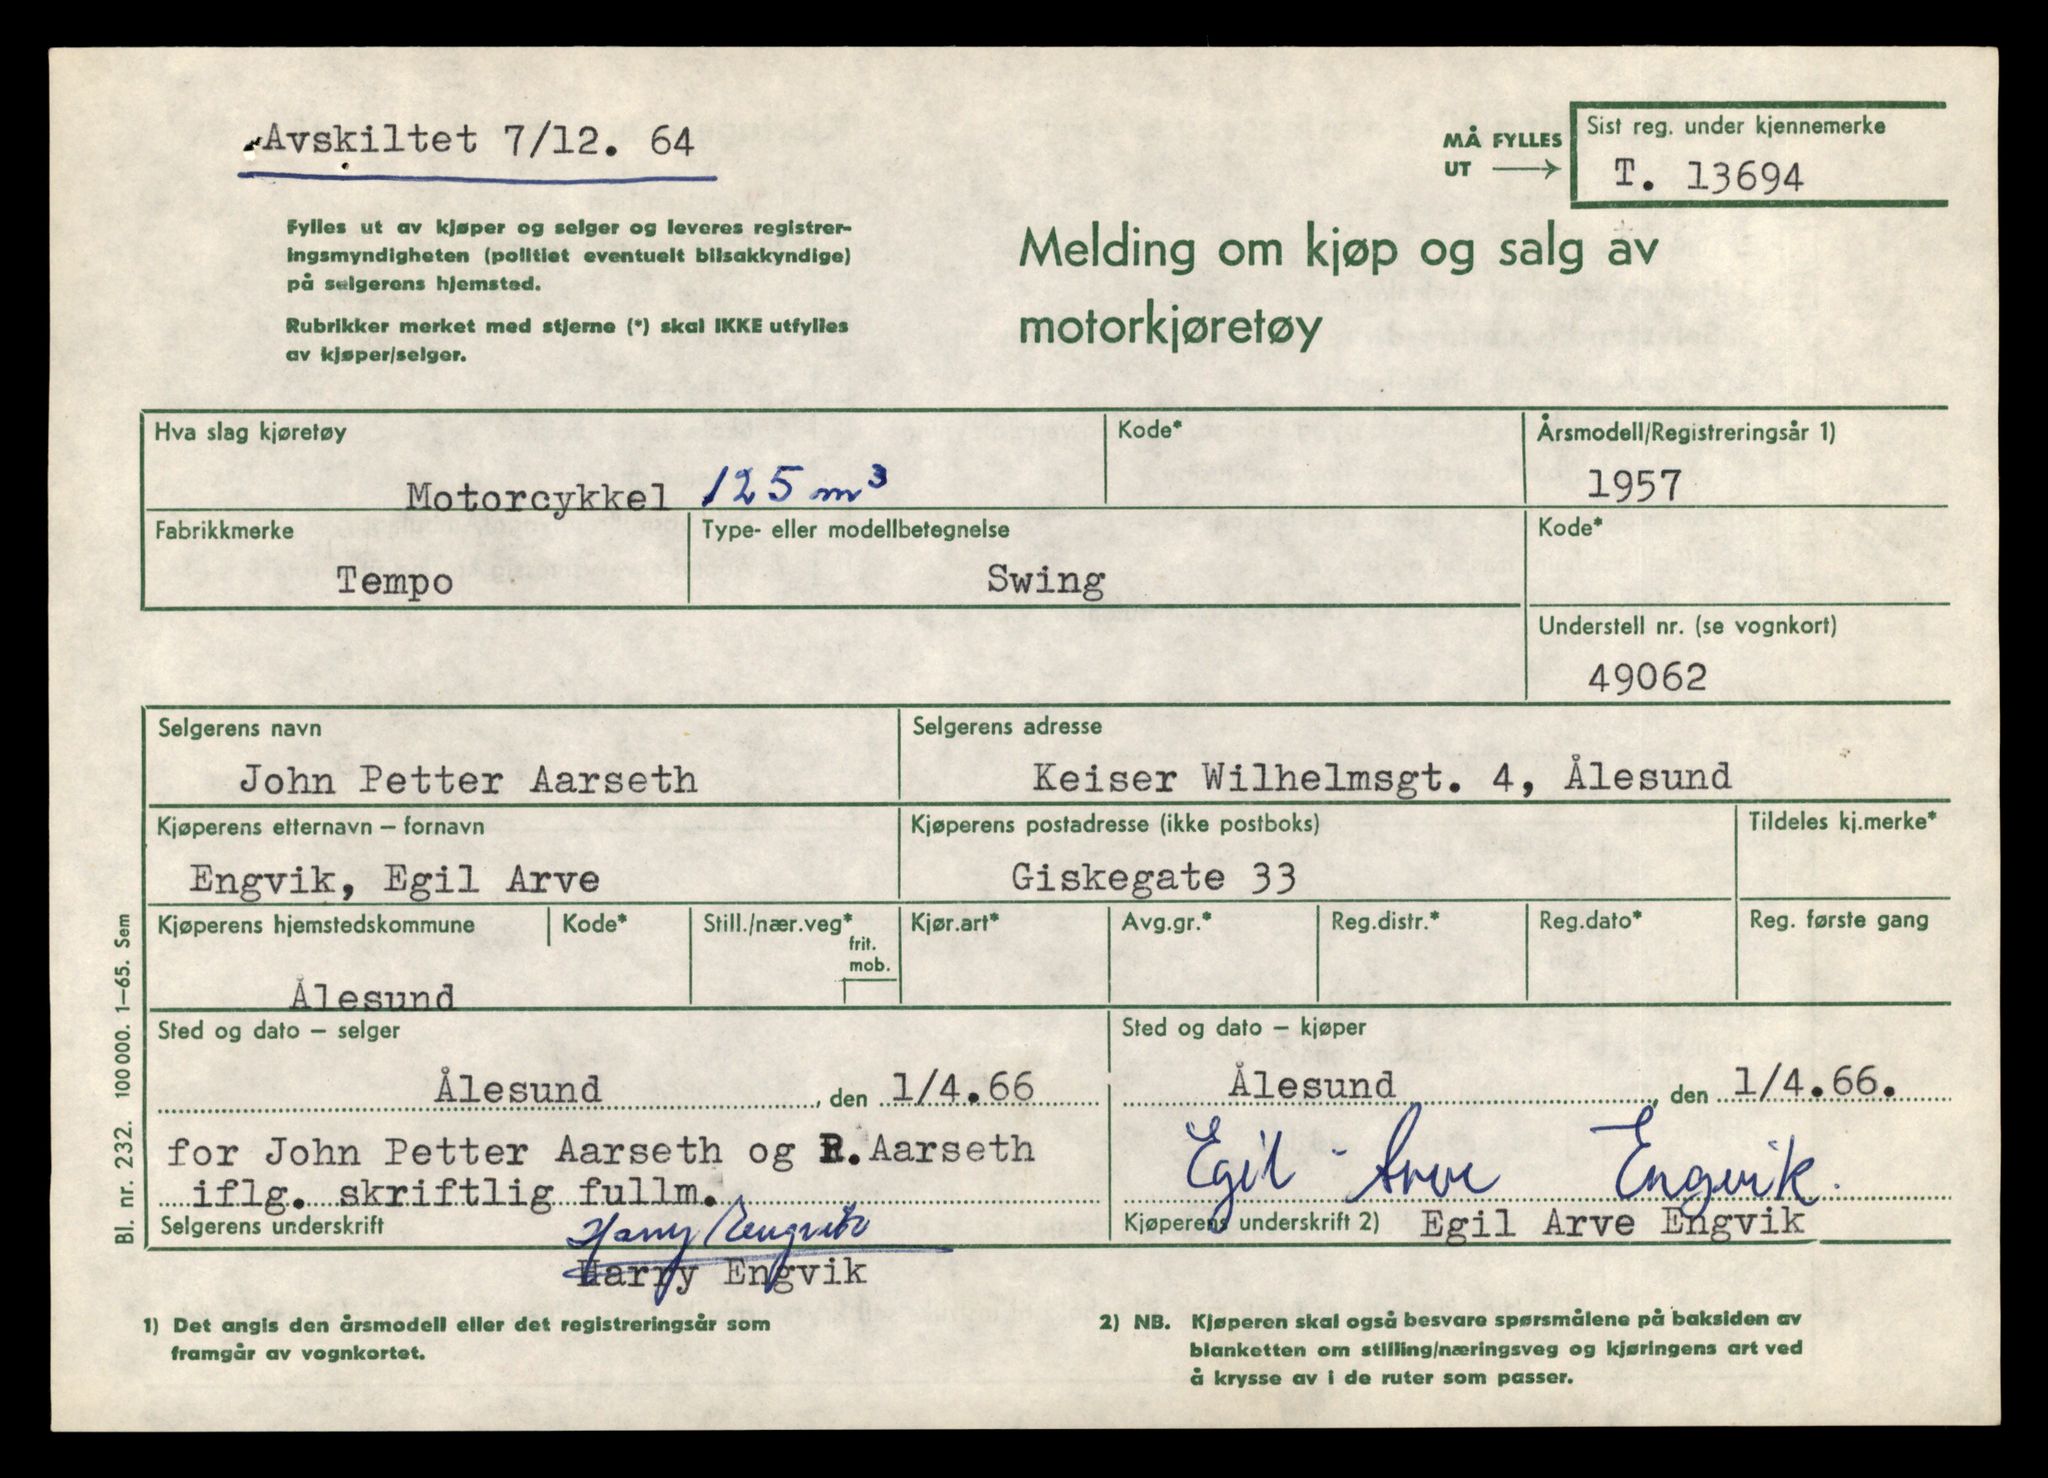 Avskiltet 7/12. 64
MÅ FYLLES
UT →
Sist reg. under kjennemerke
T. 13694
Fylles ut av kjøper og selger og leveres registrer-
ingsmyndigheten (politiet eventuelt bilsakkyndige)
på selgerens hjemsted.
Rubrikker merket med stjerne (*) skal IKKE utfylles
av kjøper/selger.
Melding om kjøp og salg av
motorkjøretøy
Hva slag kjøretøy
Motorcykkel 125 m³
Kode*
Årsmodell/Registreringsår 1)
1957
Fabrikkmerke
Tempo
Type- eller modellbetegnelse
Swing
Kode*
Understell nr. (se vognkort)
49062
Selgerens navn
John Petter Aarseth
Selgerens adresse
Keiser Wilhelmsgt. 4, Ålesund
Kjøperens etternavn – fornavn
Engvik, Egil Arve
Kjøperens postadresse (ikke postboks)
Giskegate 33
Tildeles kj.merke*
Kjøperens hjemstedskommune
Ålesund
Kode*
Still./nær.veg*
frit.
mob.
Kjør.art*
Avg.gr.*
Reg.distr.*
Reg.dato*
Reg. første gang
Sted og dato – selger
Ålesund, den 1/4.66
for John Petter Aarseth og R. Aarseth
iflg. skriftlig fullm.
Selgerens underskrift
Harry Engvik
Harry Engvik
Sted og dato – kjøper
Ålesund, den 1/4.66.
Egil Arve Engvik.
Kjøperens underskrift 2) Egil Arve Engvik
1) Det angis den årsmodell eller det registreringsår som
framgår av vognkortet.
2) NB. Kjøperen skal også besvare spørsmålene på baksiden av
blanketten om stilling/næringsveg og kjøringens art ved
å krysse av i de ruter som passer.
Bl. nr. 232. 100 000. 1–65. Sem